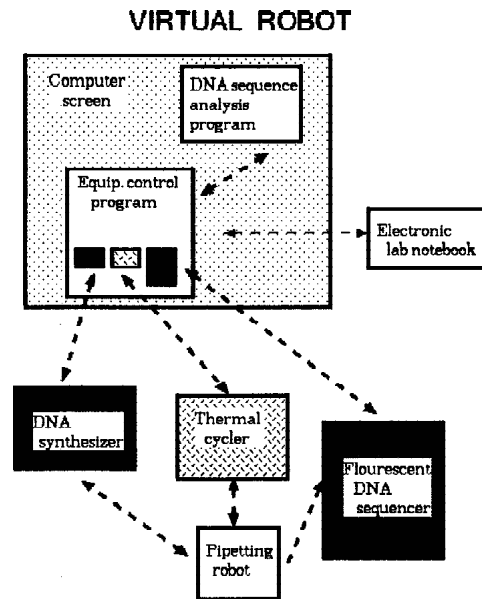 VIRTUAL ROBOT
Computer
screen
DNA sequence
analysis
program
Equip. control
program
Electronic
lab notebook
DNA
synthesizer
Thermal
cycler
Flourescent
DNA
sequencer
Pipetting
robot